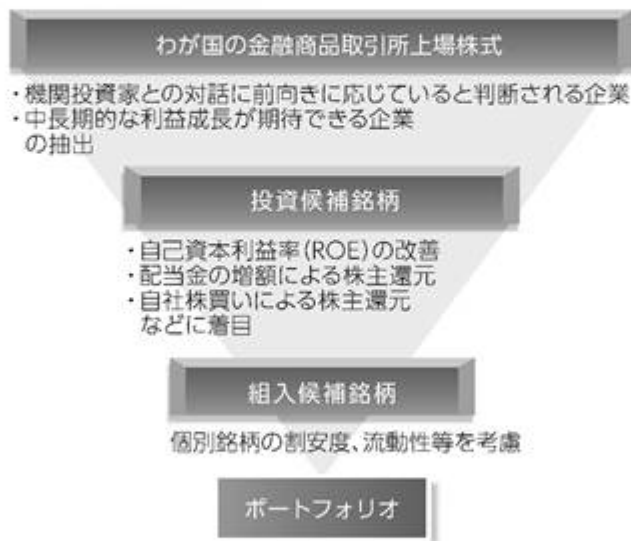 わが国の金融商品取引所上場株式
・機関投資家との対話に前向きに応じていると判断される企業
・中長期的な利益成長が期待できる企業
の抽出
投資候補銘柄
・自己資本利益率(ROE)の改善
・配当金の増額による株主還元
・自社株買いによる株主還元
などに着目
組入候補銘柄
個別銘柄の割安度、流動性等を考慮
ポートフォリオ